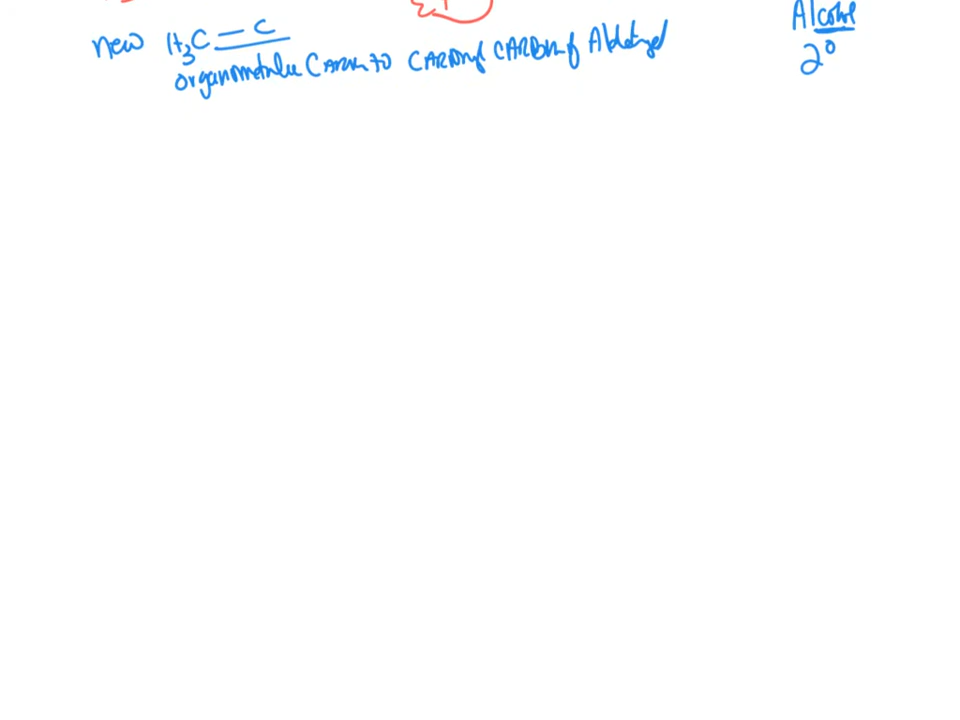 Alcohol
new H3C — C
organometallic CARBON to CARBONYL CARBON of Aldehyde
2°